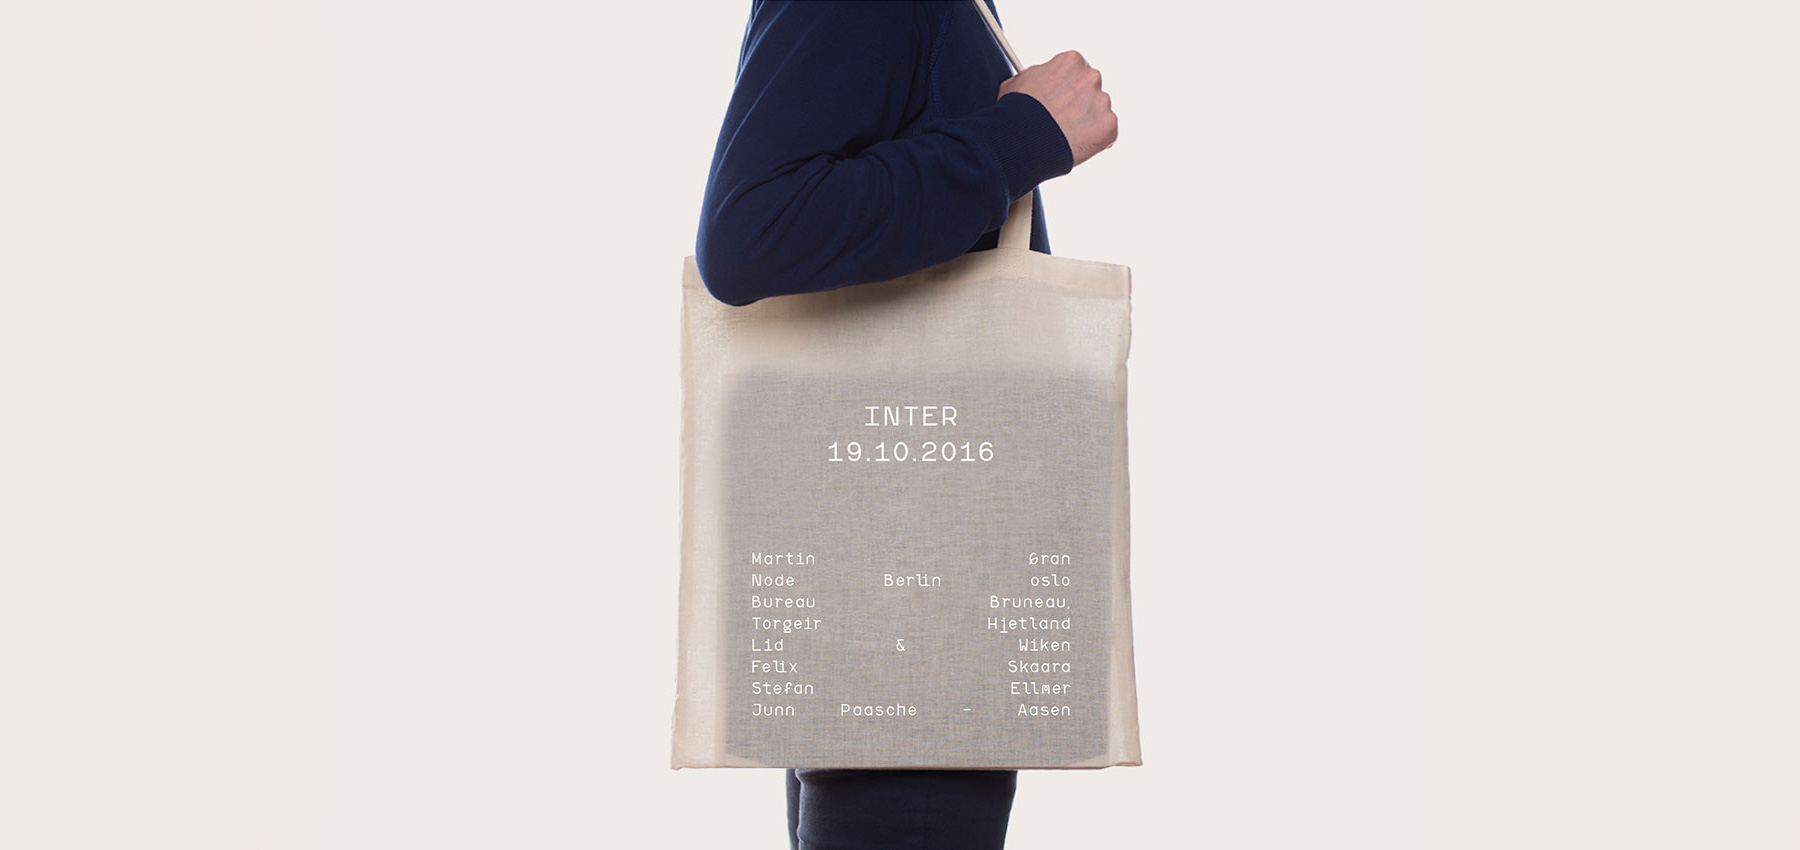 INTER
19.10.2016
Martin Gran
Node Berlin oslo
Bureau Bruneau,
Torgeir Hjetland
Lid & Wiken
Felix Skaara
Stefan Ellmer
Junn Paasche - Aasen